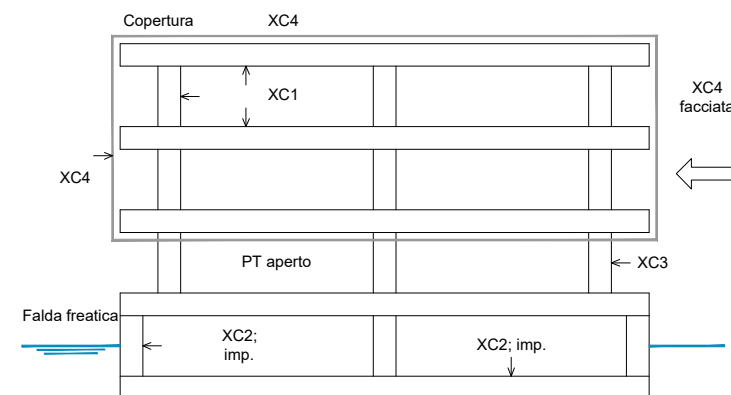 Copertura XC4
XC1
XC4
facciata
XC4
PT aperto
XC3
Falda freatica
XC2;
imp.
XC2; imp.